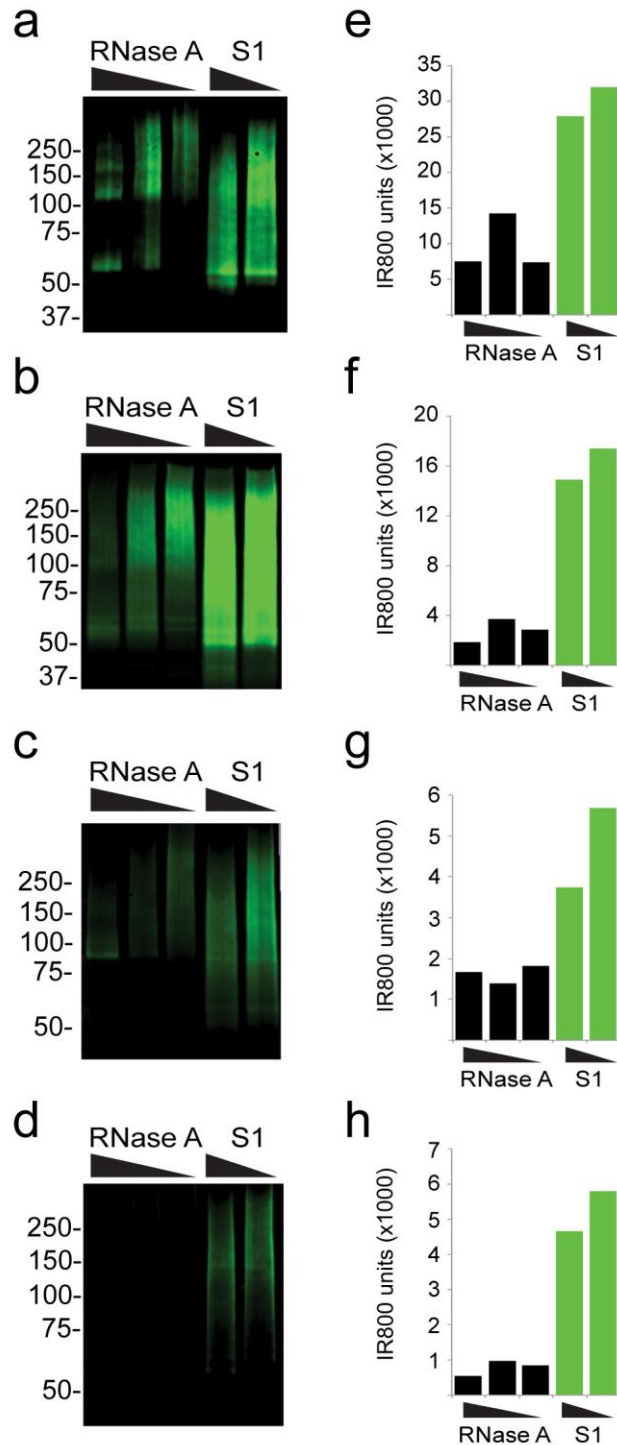 a
RNase A S1
250-
150-
100-
75-
50-
37-
e
IR800 units (x1000)
35
30
25
20
15
10
5
RNase A S1
b
RNase A S1
250-
150-
100-
75-
50-
37-
f
IR800 units (x1000)
20
16
12
8
4
RNase A S1
c
RNase A S1
250-
150-
100-
75-
50-
g
IR800 units (x1000)
6
5
4
3
2
1
RNase A S1
d
RNase A S1
250-
150-
100-
75-
50-
h
IR800 units (x1000)
7
6
5
4
3
2
1
RNase A S1